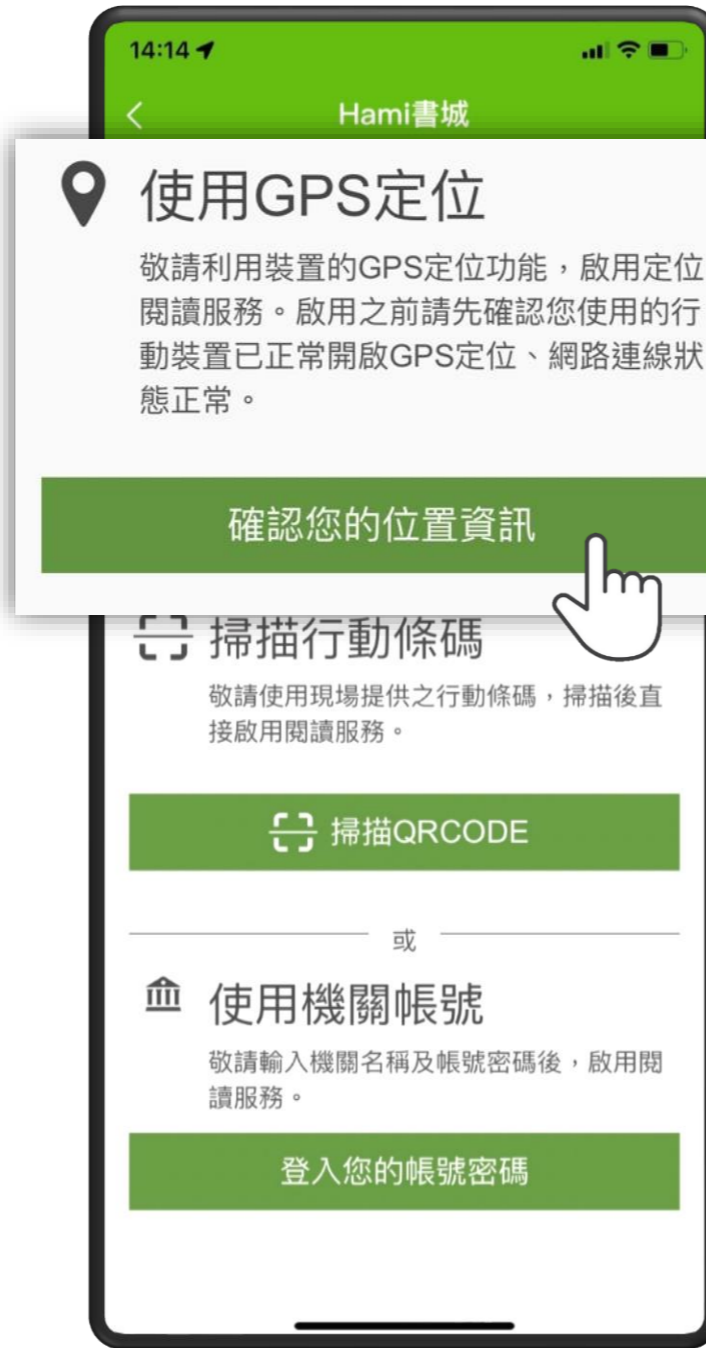 14:14
Hami書城
使用GPS定位
敬請利用裝置的GPS定位功能，啟用定位
閱讀服務。啟用之前請先確認您使用的行
動裝置已正常開啟GPS定位、網路連線狀
態正常。
確認您的位置資訊
掃描行動條碼
敬請使用現場提供之行動條碼，掃描後直
接啟用閱讀服務。
掃描QRCODE
或
使用機關帳號
敬請輸入機關名稱及帳號密碼後，啟用閱
讀服務。
登入您的帳號密碼